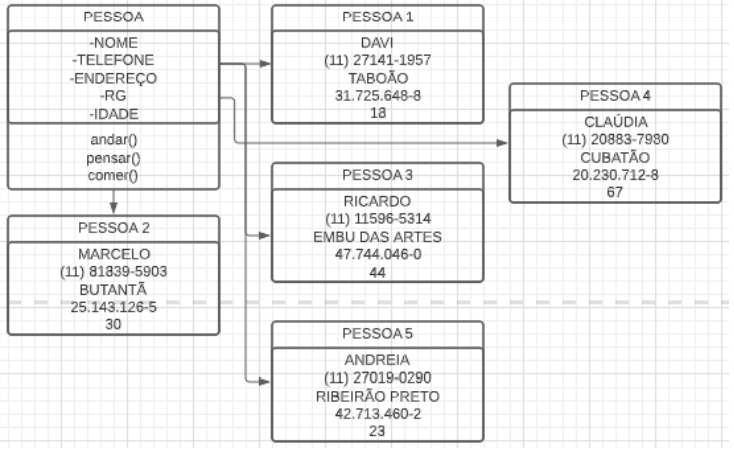 PESSOA
-NOME
-TELEFONE
-ENDEREÇO
-RG
-IDADE
andar()
pensar()
comer()
PESSOA 1
DAVI
(11) 27141-1957
TABOÃO
31.725.648-8
18
PESSOA 4
CLAÚDIA
(11) 20883-7980
CUBATÃO
20.230.712-8
67
PESSOA 3
RICARDO
(11) 11596-5314
EMBU DAS ARTES
47.744.046-0
44
PESSOA 2
MARCELO
(11) 81839-5903
BUTANTÃ
25.143.126-5
30
PESSOA 5
ANDREIA
(11) 27019-0290
RIBEIRÃO PRETO
42.713.460-2
23